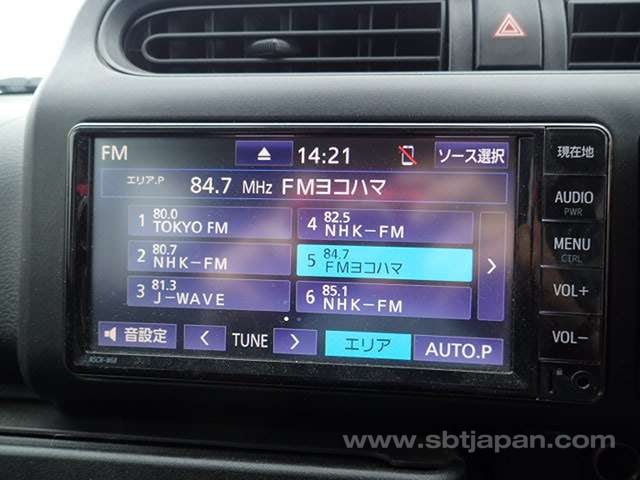 FM 14:21 ソース選択
エリア.P 84.7 MHz FMヨコハマ
1 80.0 TOKYO FM
2 80.7 NHK-FM
3 81.3 J-WAVE
4 82.5 NHK-FM
5 84.7 FMヨコハマ
6 85.1 NHK-FM
音設定 < TUNE > エリア AUTO.P
現在地
AUDIO
PWR
MENU
CTRL
VOL+
VOL-
NSCN-W68
www.sbtjapan.com